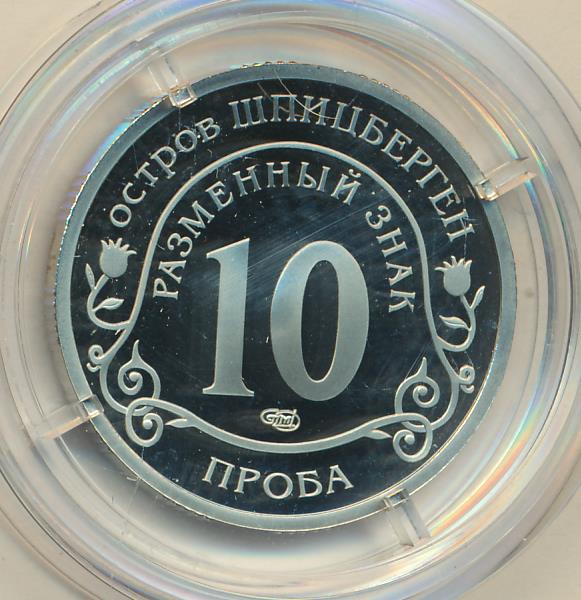 остров ШПИЦБЕРГЕН
РАЗМЕННЫЙ ЗНАК
10
ПРОБА